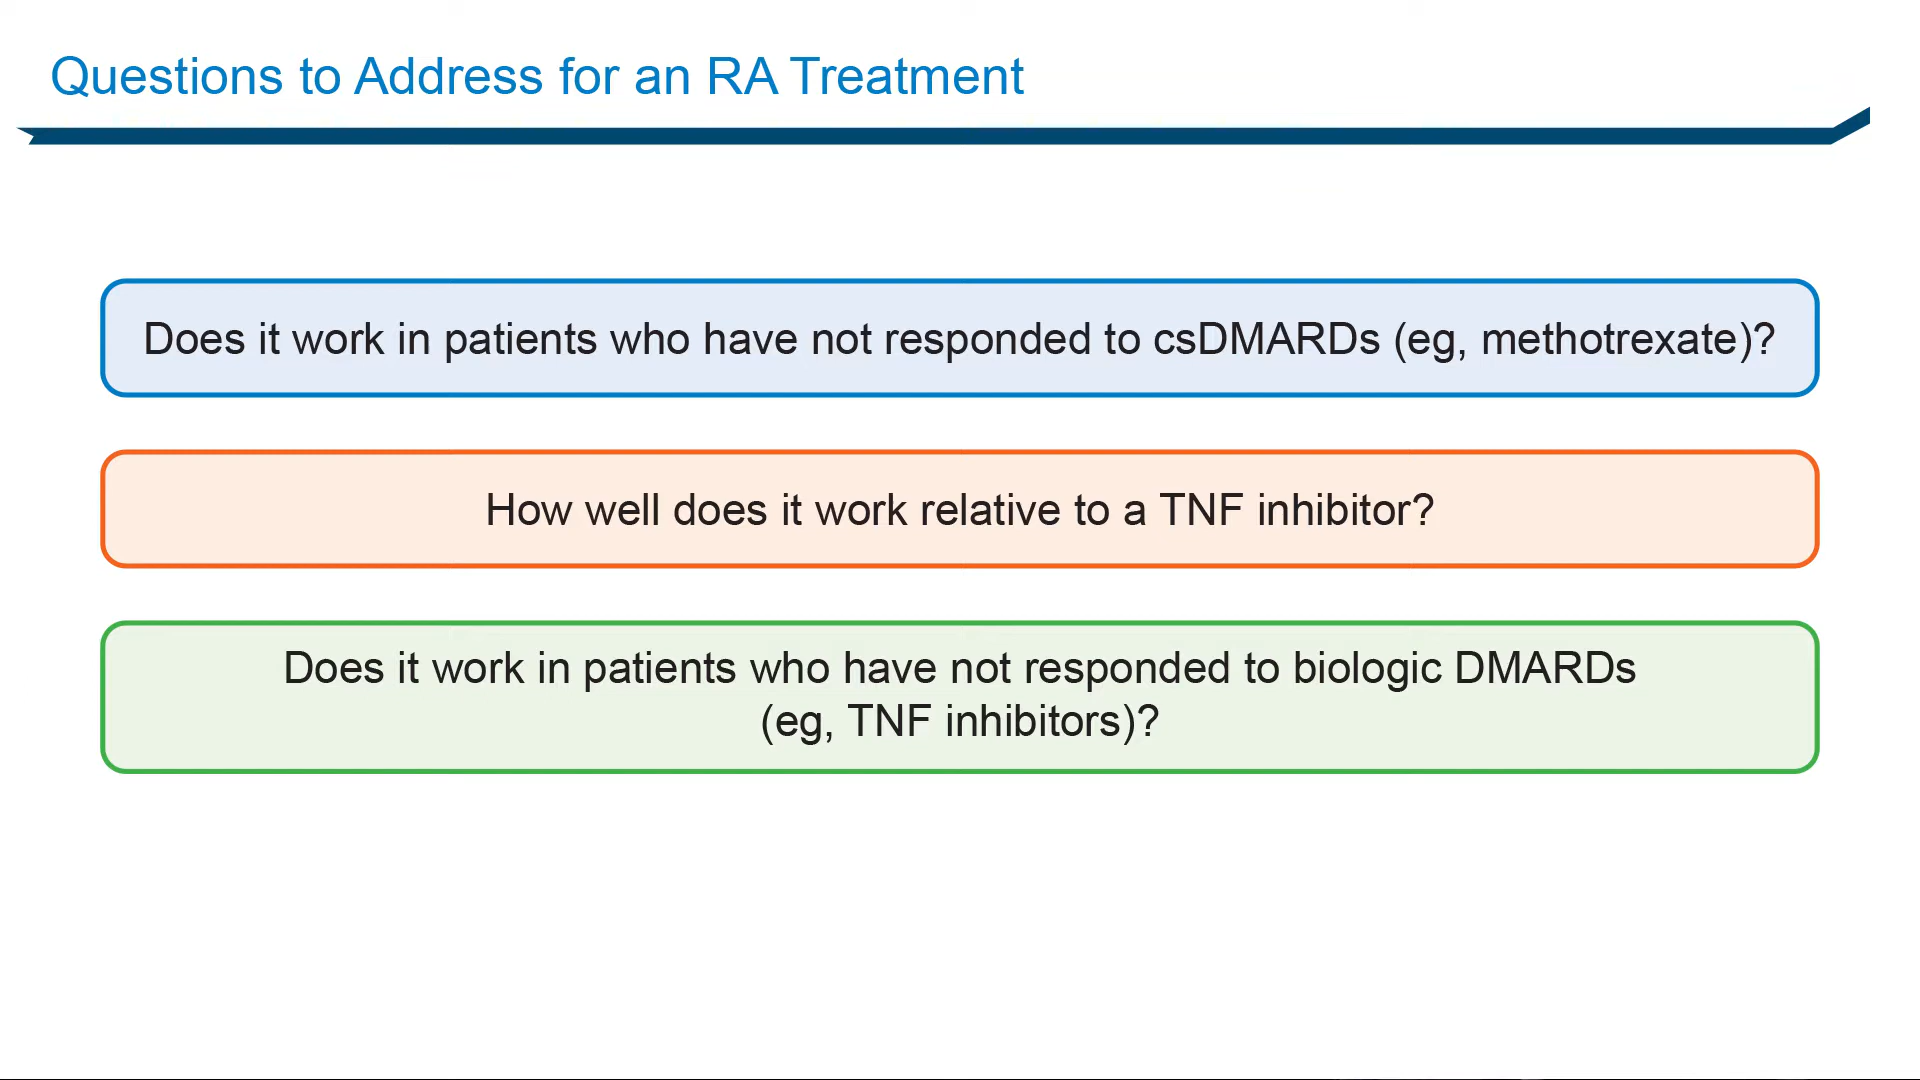 Questions to Address for an RA Treatment
Does it work in patients who have not responded to csDMARDs (eg, methotrexate)?
How well does it work relative to a TNF inhibitor?
Does it work in patients who have not responded to biologic DMARDs
(eg, TNF inhibitors)?